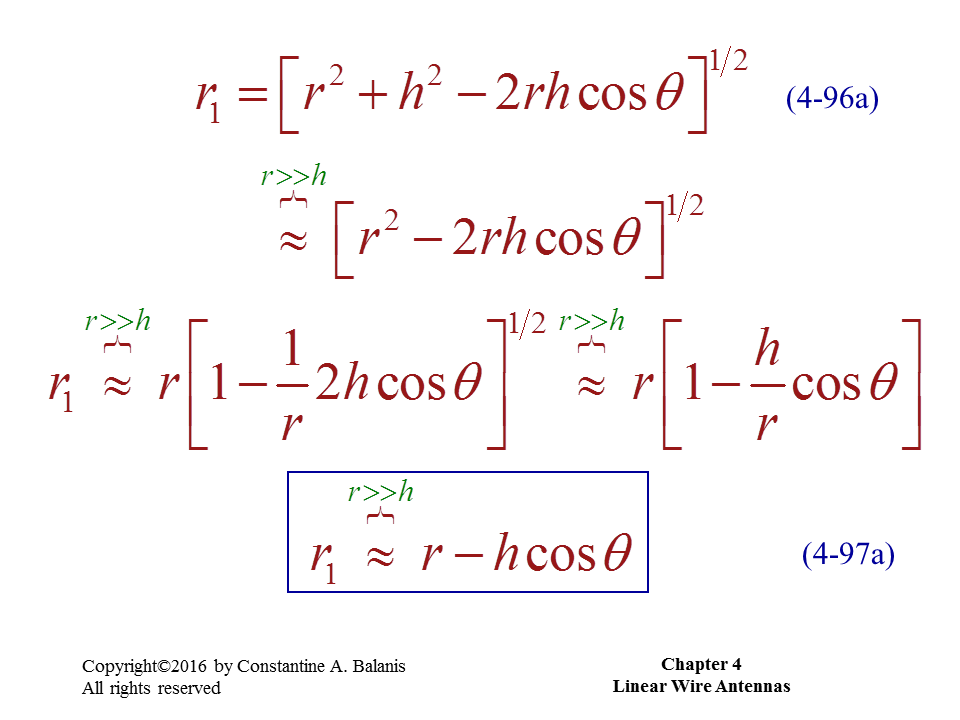 r₁ = [r² + h² − 2rh cos θ]^1/2 (4-96a)
r>>h
≈ [r² − 2rh cos θ]^1/2
r>>h r>>h
r₁ ≈ r[1 − 1/r 2h cos θ]^1/2 ≈ r[1 − h/r cos θ]
r>>h
r₁ ≈ r − h cos θ (4-97a)
Copyright©2016 by Constantine A. Balanis
All rights reserved
Chapter 4
Linear Wire Antennas